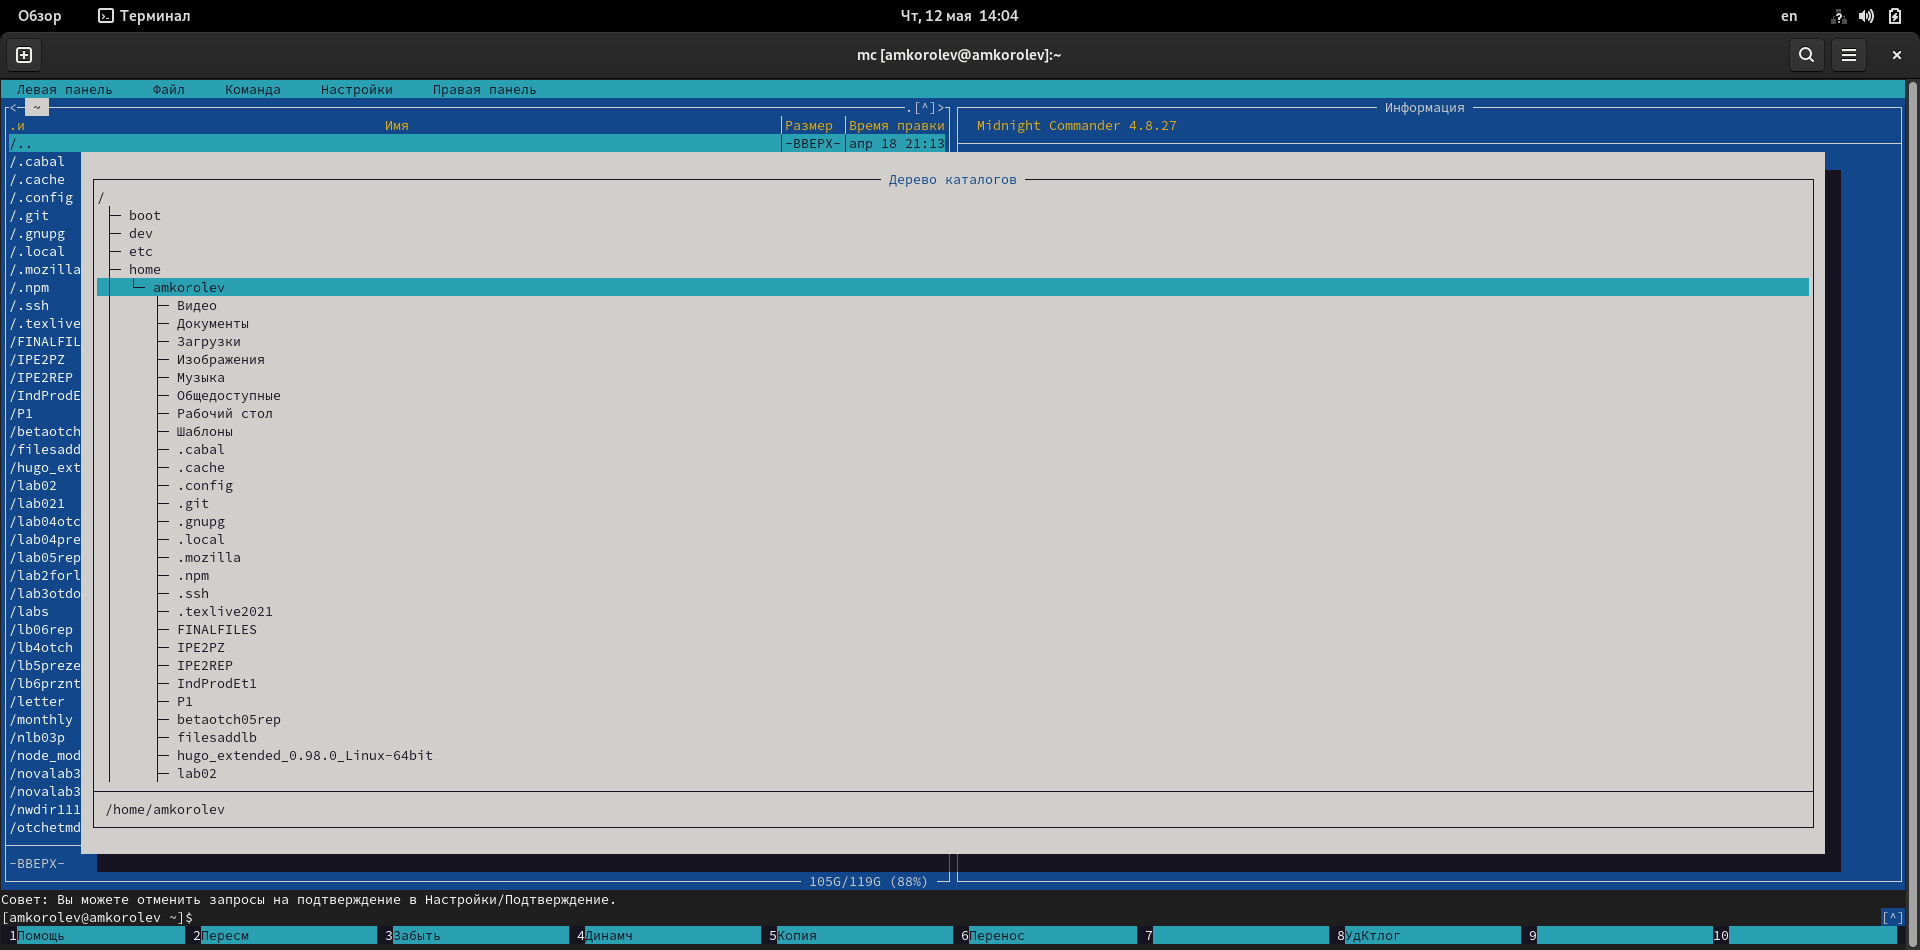 Обзор Терминал Чт, 12 мая 14:04 en
mc [amkorolev@amkorolev]:~
Левая панель Файл Команда Настройки Правая панель
<─ ~ .[^]> Информация
.и Имя Размер Время правки Midnight Commander 4.8.27
/.. -ВВЕРХ- апр 18 21:13
/.cabal
/.cache Дерево каталогов
/.config /
/.git boot
/.gnupg dev
/.local etc
/.mozilla home
/.npm amkorolev
/.ssh Видео
/.texlive Документы
/FINALFIL Загрузки
/IPE2PZ Изображения
/IPE2REP Музыка
/IndProdE Общедоступные
/P1 Рабочий стол
/betaotch Шаблоны
/filesadd .cabal
/hugo_ext .cache
/lab02 .config
/lab021 .git
/lab04otc .gnupg
/lab04pre .local
/lab05rep .mozilla
/lab2forl .npm
/lab3otdo .ssh
/labs .texlive2021
/lb06rep FINALFILES
/lb4otch IPE2PZ
/lb5preze IPE2REP
/lb6prznt IndProdEt1
/letter P1
/monthly betaotch05rep
/nlb03p filesaddlb
/node_mod hugo_extended_0.98.0_Linux-64bit
/novalab3 lab02
/novalab3
/nwdir111 /home/amkorolev
/otchetmd
-ВВЕРХ-
105G/119G (88%)
Совет: Вы можете отменить запросы на подтверждение в Настройки/Подтверждение.
[amkorolev@amkorolev ~]$ [^]
1Помощь 2Пересм 3Забыть 4Динамч 5Копия 6Перенос 7 8УдКтлог 9 10